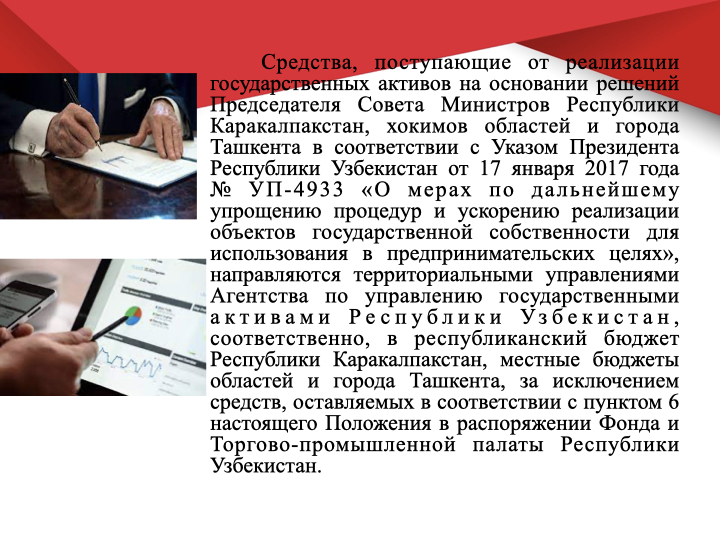 Средства, поступающие от реализации
государственных активов на основании решений
Председателя Совета Министров Республики
Каракалпакстан, хокимов областей и города
Ташкента в соответствии с Указом Президента
Республики Узбекистан от 17 января 2017 года
№ УП-4933 «О мерах по дальнейшему
упрощению процедур и ускорению реализации
объектов государственной собственности для
использования в предпринимательских целях»,
направляются территориальными управлениями
Агентства по управлению государственными
активами Республики Узбекистан,
соответственно, в республиканский бюджет
Республики Каракалпакстан, местные бюджеты
областей и города Ташкента, за исключением
средств, оставляемых в соответствии с пунктом 6
настоящего Положения в распоряжении Фонда и
Торгово-промышленной палаты Республики
Узбекистан.